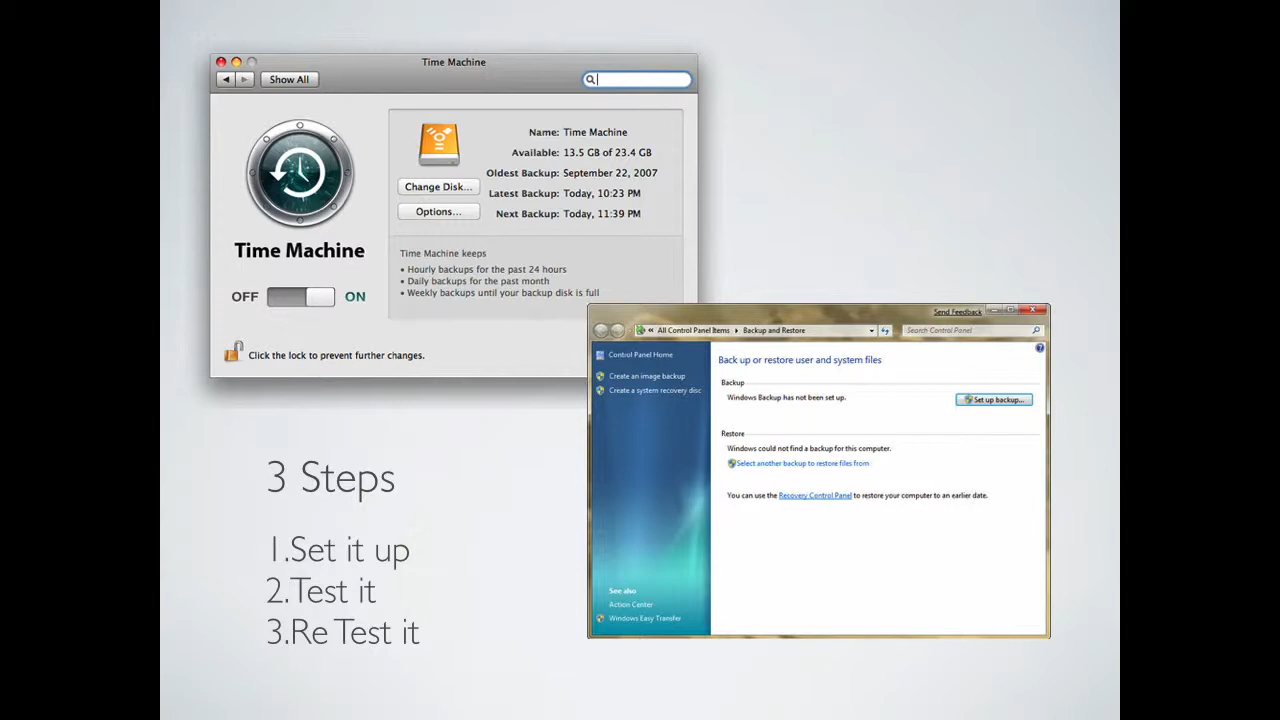 Time Machine
Show All
Name: Time Machine
Available: 13.5 GB of 23.4 GB
Oldest Backup: September 22, 2007
Latest Backup: Today, 10:23 PM
Next Backup: Today, 11:39 PM
Change Disk...
Options...
Time Machine
OFF ON
Time Machine keeps
• Hourly backups for the past 24 hours
• Daily backups for the past month
• Weekly backups until your backup disk is full
Click the lock to prevent further changes.
Send Feedback
« All Control Panel Items ▸ Backup and Restore
Search Control Panel
Control Panel Home
Create an image backup
Create a system recovery disc
See also
Action Center
Windows Easy Transfer
Back up or restore user and system files
Backup
Windows Backup has not been set up.
Set up backup...
Restore
Windows could not find a backup for this computer.
Select another backup to restore files from
You can use the Recovery Control Panel to restore your computer to an earlier date.
3 Steps
1.Set it up
2.Test it
3.Re Test it